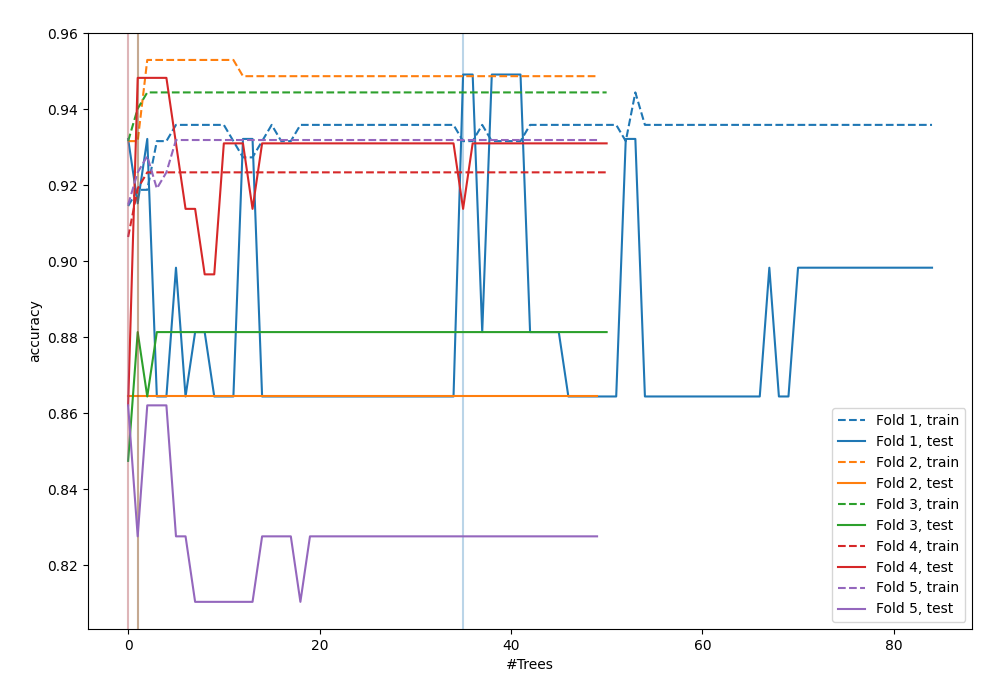 0.96
0.94
0.92
0.90
0.88
0.86
0.84
0.82
accuracy
0
20
40
60
80
#Trees
Fold 1, train
Fold 1, test
Fold 2, train
Fold 2, test
Fold 3, train
Fold 3, test
Fold 4, train
Fold 4, test
Fold 5, train
Fold 5, test